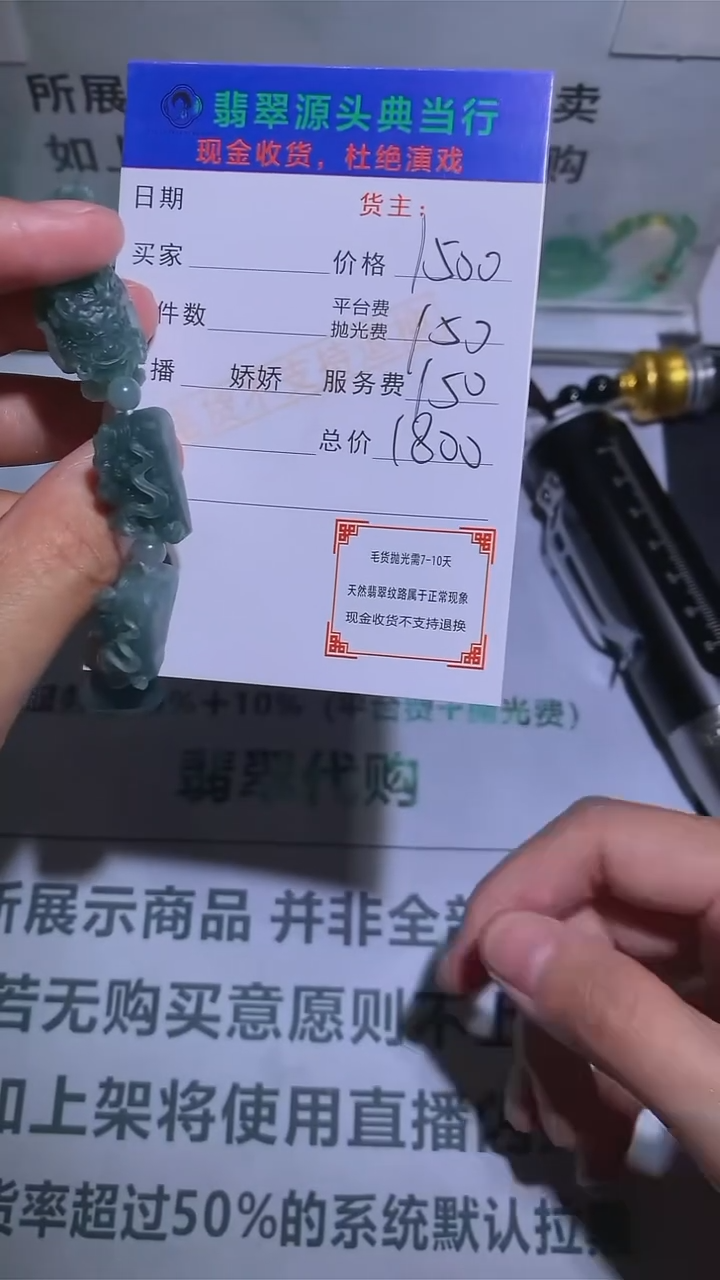 所展
卖
如
购
翡翠源头典当行
现金收货，杜绝演戏
日期
货主：
买家
价格 1500
件数
平台费
抛光费 150
播 娇娇
服务费 150
总价 1800
毛货抛光需7-10天
天然翡翠纹路属于正常现象
现金收货不支持退换
%+10%（平台费+抛光费）
翡翠代购
所展示商品 并非全部
若无购买意愿则不上
如上架将使用直播
货率超过50%的系统默认拉黑